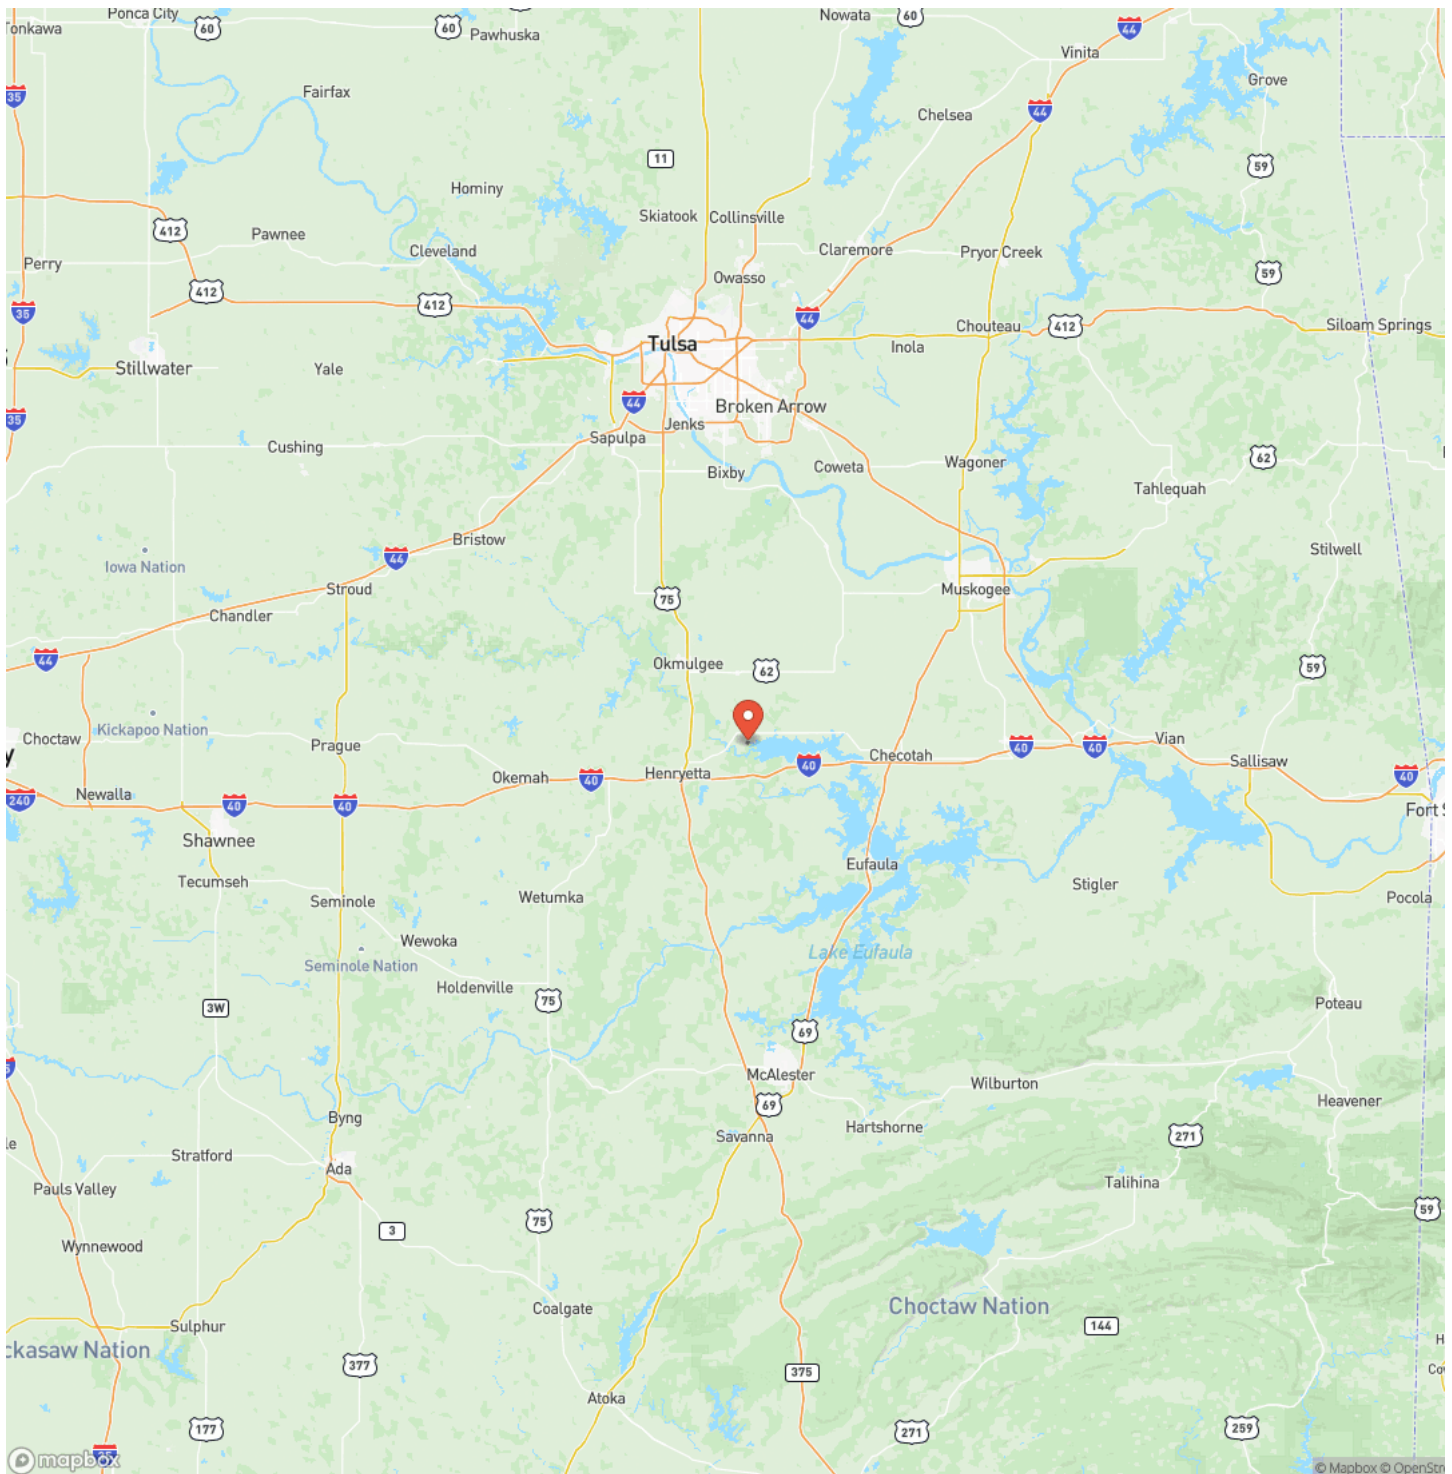 Ponca City
60
60
Pawhuska
Nowata
60
44
Tonkawa
Vinita
Grove
35
Fairfax
Chelsea
44
11
59
Hominy
Skiatook
Collinsville
412
Pawnee
Cleveland
Claremore
Pryor Creek
Perry
Owasso
59
412
412
35
44
Chouteau
412
Siloam Springs
Tulsa
Inola
Stillwater
Yale
44
Broken Arrow
35
Jenks
Sapulpa
Cushing
Bixby
Coweta
Wagoner
62
Tahlequah
Bristow
44
Stilwell
Iowa Nation
Stroud
75
Muskogee
Chandler
44
Okmulgee
62
59
Kickapoo Nation
Choctaw
Prague
Checotah
40
40
Vian
y
Okemah
40
Henryetta
40
Sallisaw
40
240
Newalla
40
40
Fort S
Shawnee
Eufaula
Tecumseh
Seminole
Wetumka
Stigler
Pocola
Wewoka
Lake Eufaula
Seminole Nation
Holdenville
75
3W
Poteau
69
McAlester
Wilburton
Byng
69
Heavener
Hartshorne
Savanna
271
le
Stratford
Ada
Talihina
Pauls Valley
75
59
3
Wynnewood
Coalgate
Choctaw Nation
Sulphur
144
ckasaw Nation
377
375
Atoka
177
271
259
35
mapbox
© Mapbox © OpenStre